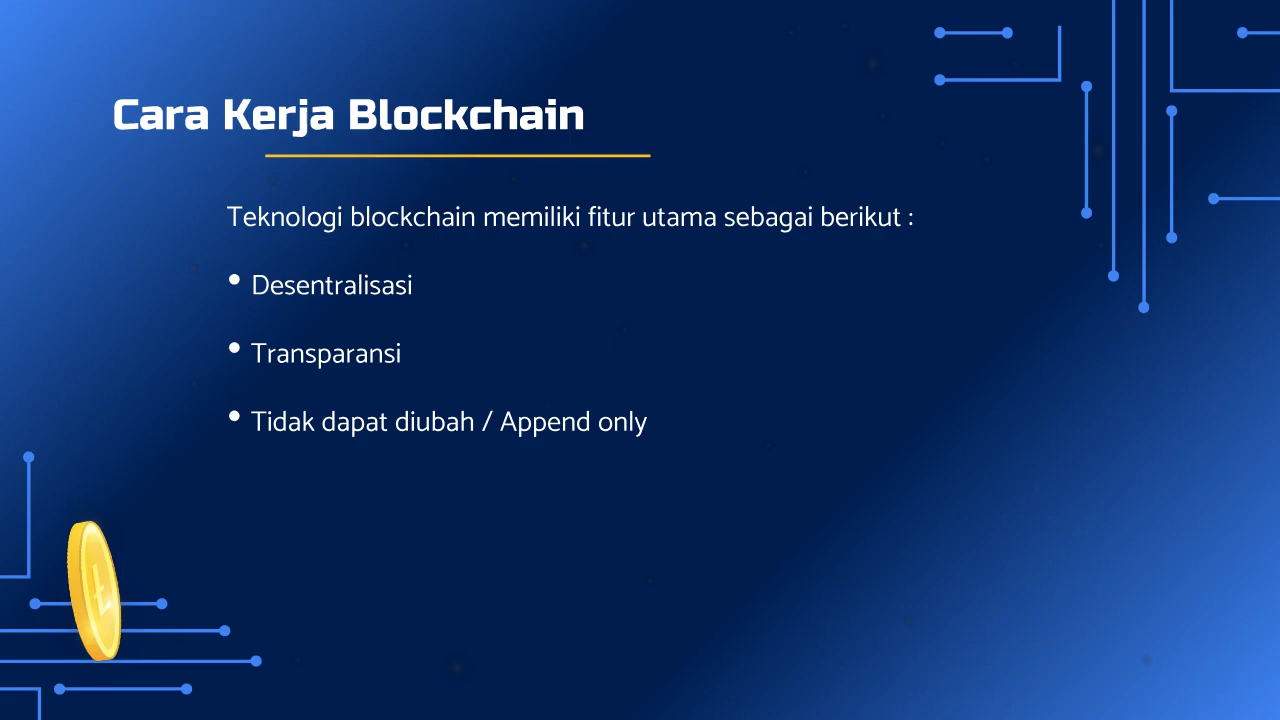 Cara Kerja Blockchain
Teknologi blockchain memiliki fitur utama sebagai berikut :
• Desentralisasi
• Transparansi
• Tidak dapat diubah / Append only